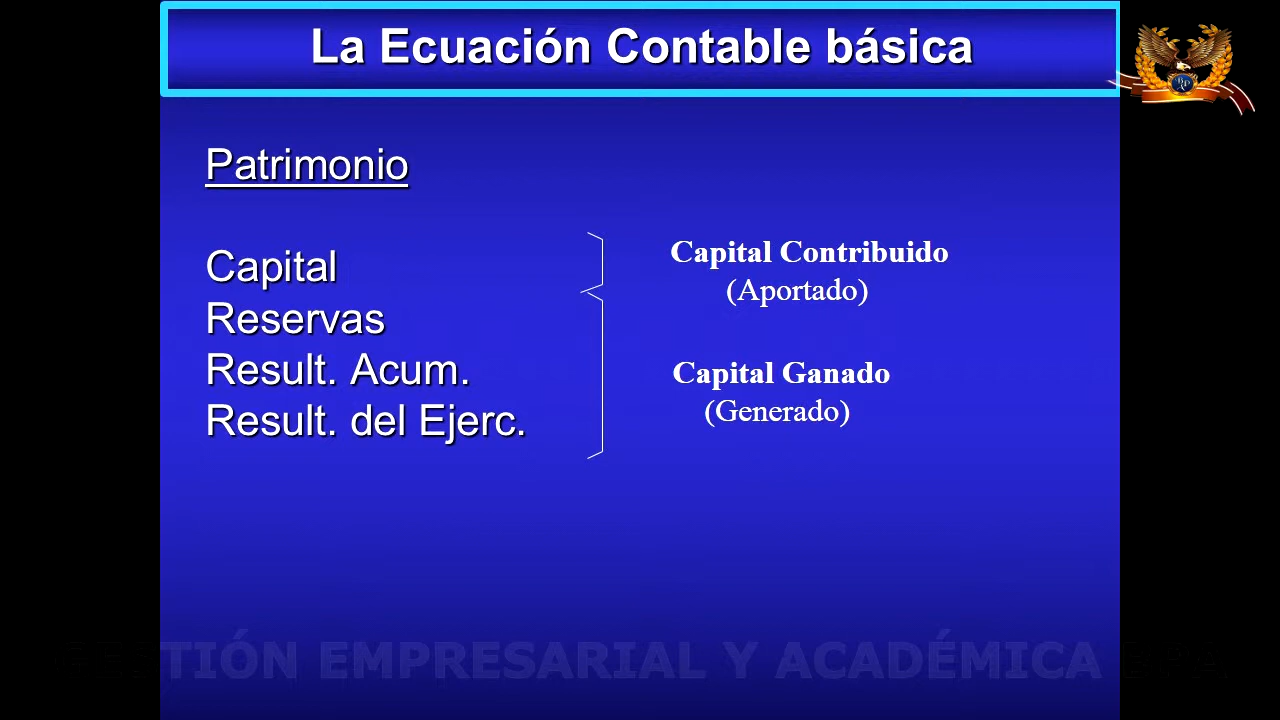 La Ecuación Contable básica
Patrimonio
Capital
Reservas
Result. Acum.
Result. del Ejerc.
Capital Contribuido
(Aportado)
Capital Ganado
(Generado)
GESTIÓN EMPRESARIAL Y ACADÉMICA